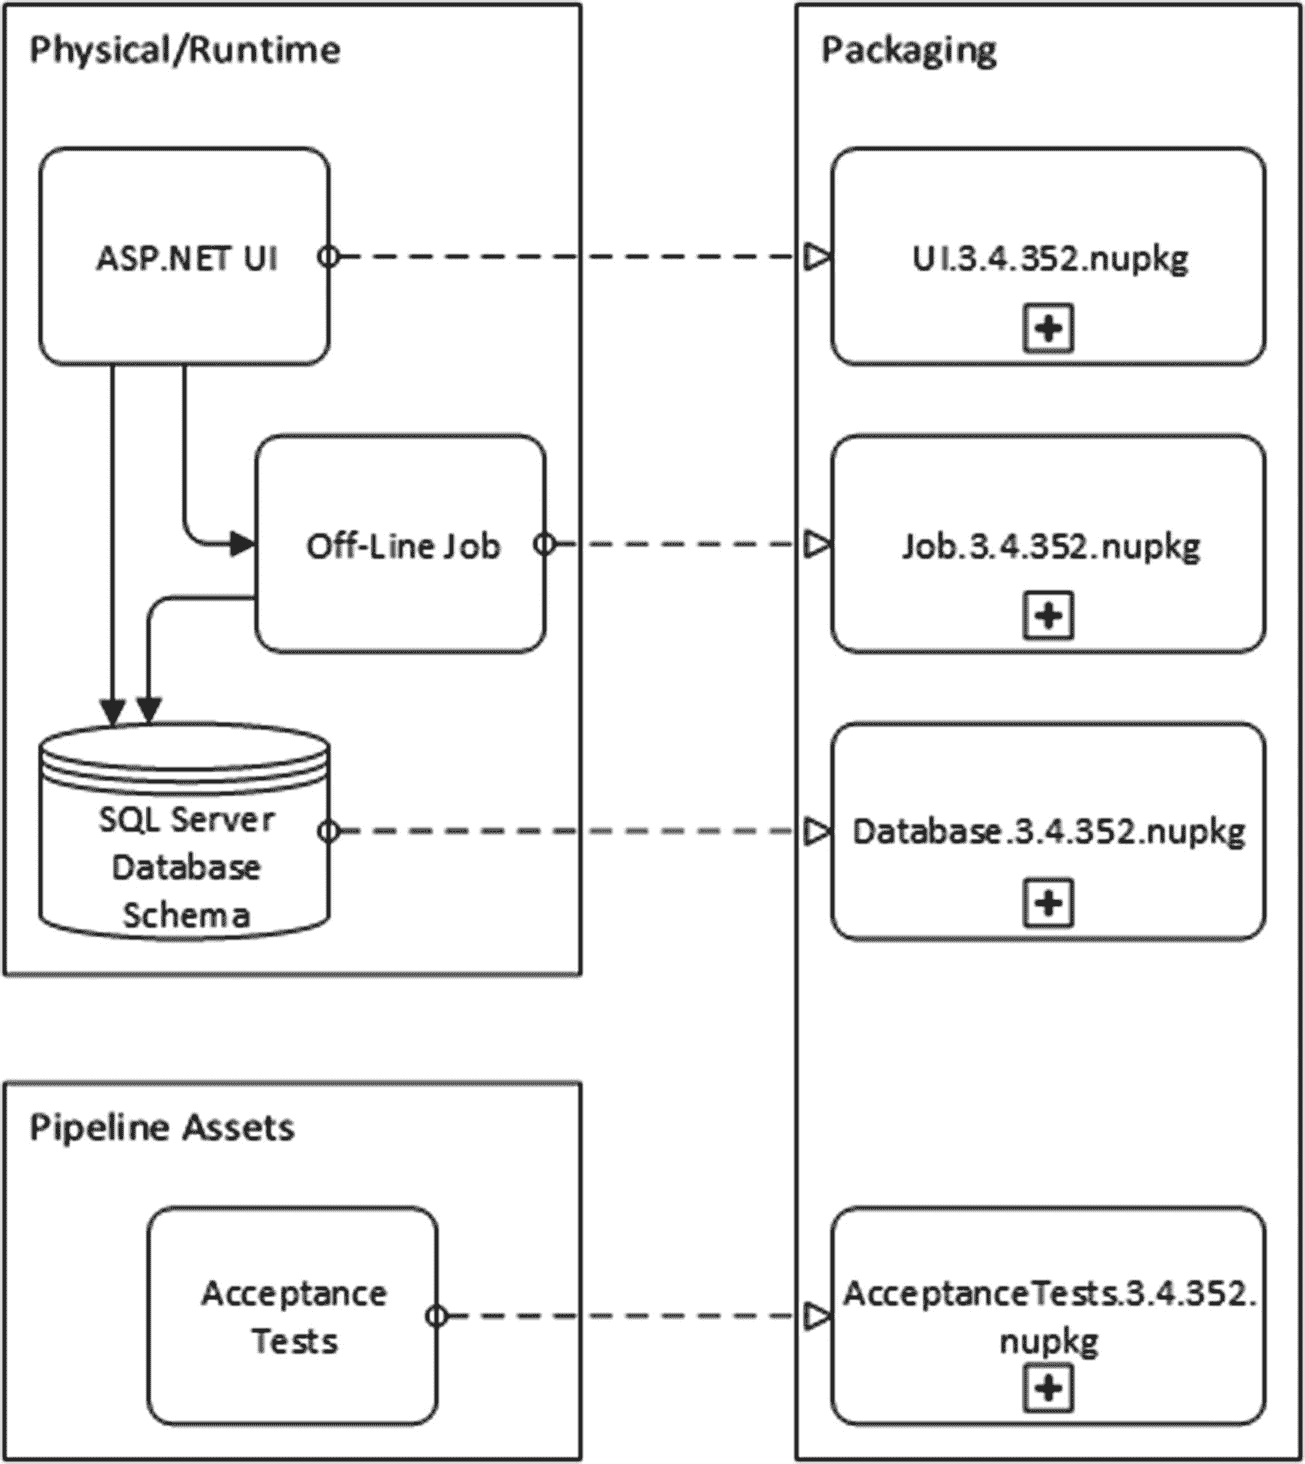 Physical/Runtime
ASP.NET UI
Off-Line Job
SQL Server
Database
Schema
Pipeline Assets
Acceptance
Tests
Packaging
UI.3.4.352.nupkg
Job.3.4.352.nupkg
Database.3.4.352.nupkg
AcceptanceTests.3.4.352.
nupkg